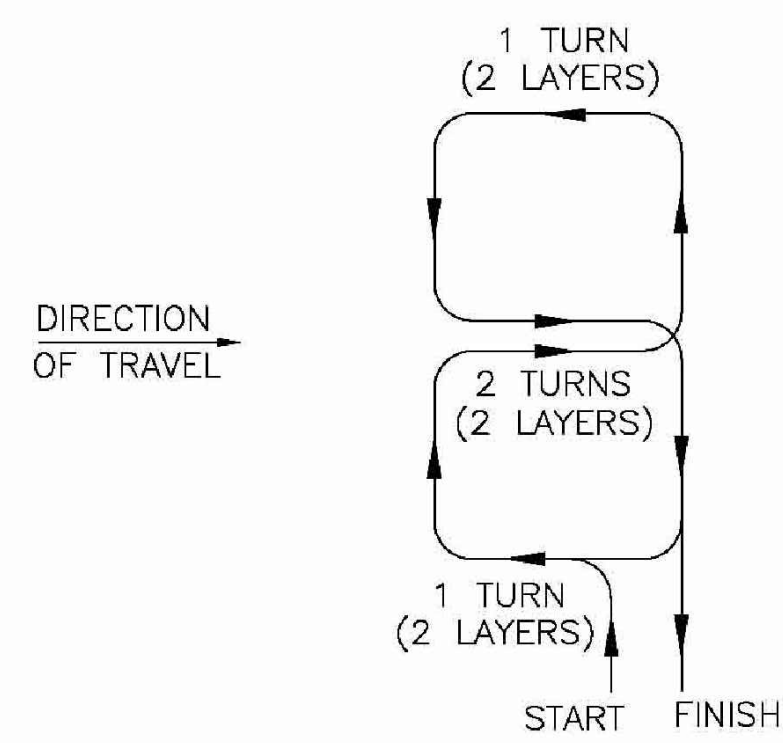 1 TURN
(2 LAYERS)
DIRECTION
OF TRAVEL
2 TURNS
(2 LAYERS)
1 TURN
(2 LAYERS)
START
FINISH